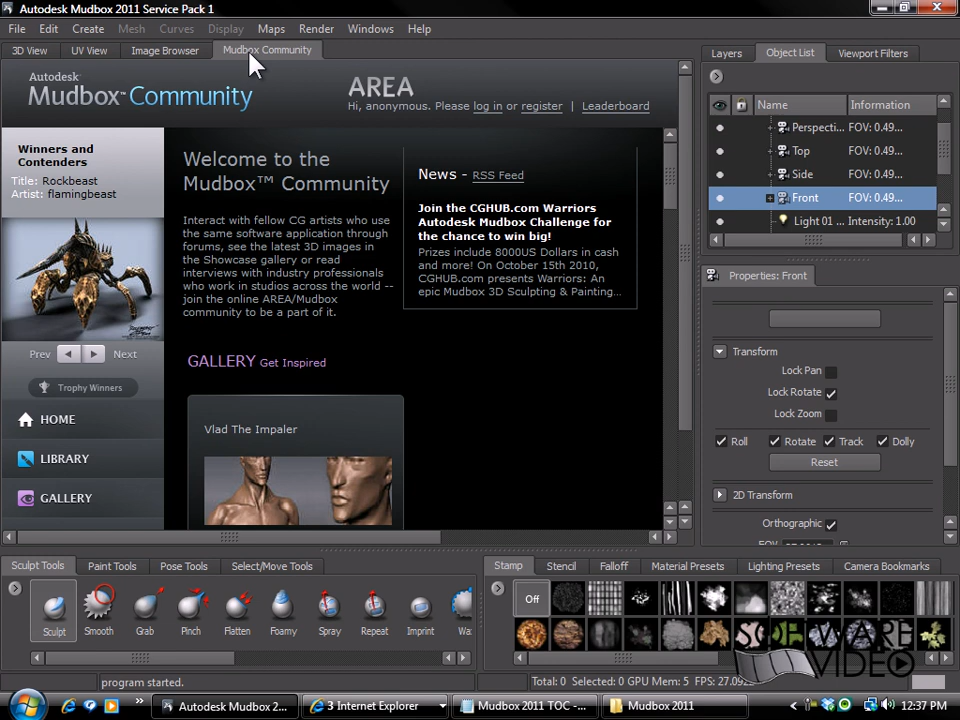 Autodesk Mudbox 2011 Service Pack 1
File Edit Create Mesh Curves Display Maps Render Windows Help
3D View UV View Image Browser Mudbox Community
Autodesk
Mudbox™ Community
AREA
Hi, anonymous. Please log in or register | Leaderboard
Winners and
Contenders
Title: Rockbeast
Artist: flamingbeast
Prev Next
Trophy Winners
HOME
LIBRARY
GALLERY
Welcome to the
Mudbox™ Community
Interact with fellow CG artists who use
the same software application through
forums, see the latest 3D images in
the Showcase gallery or read
interviews with industry professionals
who work in studios across the world --
join the online AREA/Mudbox
community to be a part of it.
News - RSS Feed
Join the CGHUB.com Warriors
Autodesk Mudbox Challenge for
the chance to win big!
Prizes include 8000US Dollars in cash
and more! On October 15th 2010,
CGHUB.com presents Warriors: An
epic Mudbox 3D Sculpting & Painting...
GALLERY Get Inspired
Vlad The Impaler
Layers Object List Viewport Filters
Name Information
Perspecti... FOV: 0.49...
Top FOV: 0.49...
Side FOV: 0.49...
Front FOV: 0.49...
Light 01 ... Intensity: 1.00
Properties: Front
Transform
Lock Pan
Lock Rotate
Lock Zoom
Roll Rotate Track Dolly
Reset
2D Transform
Orthographic
Sculpt Tools Paint Tools Pose Tools Select/Move Tools
Sculpt Smooth Grab Pinch Flatten Foamy Spray Repeat Imprint Wa:
Stamp Stencil Falloff Material Presets Lighting Presets Camera Bookmarks
Off
SOFTWARE
VIDEO
program started.
Total: 0 Selected: 0 GPU Mem: 5 FPS: 27.09
Autodesk Mudbox 2... 3 Internet Explorer Mudbox 2011 TOC -... Mudbox 2011 12:37 PM